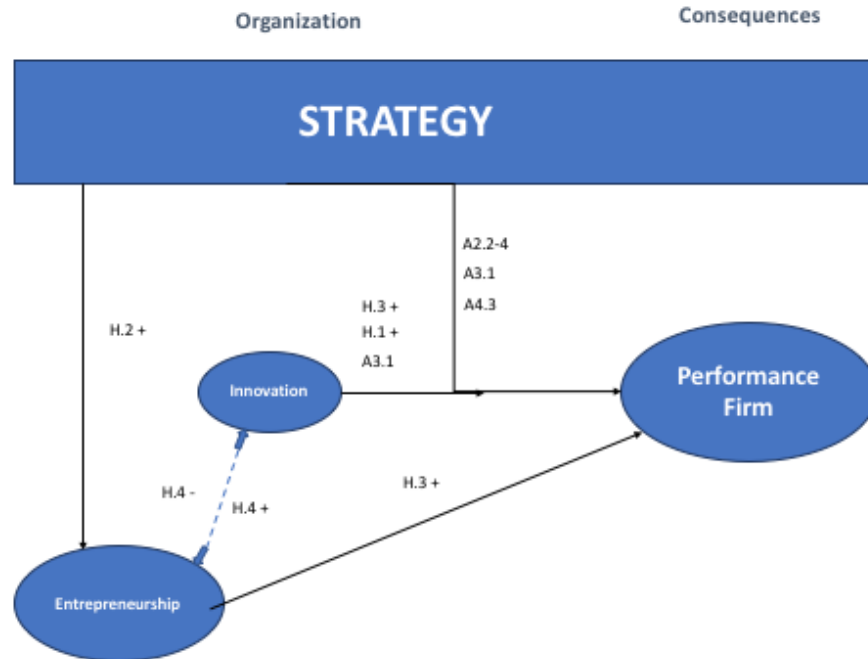 Organization
Consequences
STRATEGY
A2.2-4
A3.1
A4.3
H.3 +
H.1 +
A3.1
H.2 +
Innovation
Performance
Firm
H.4 -
H.4 +
H.3 +
Entrepreneurship